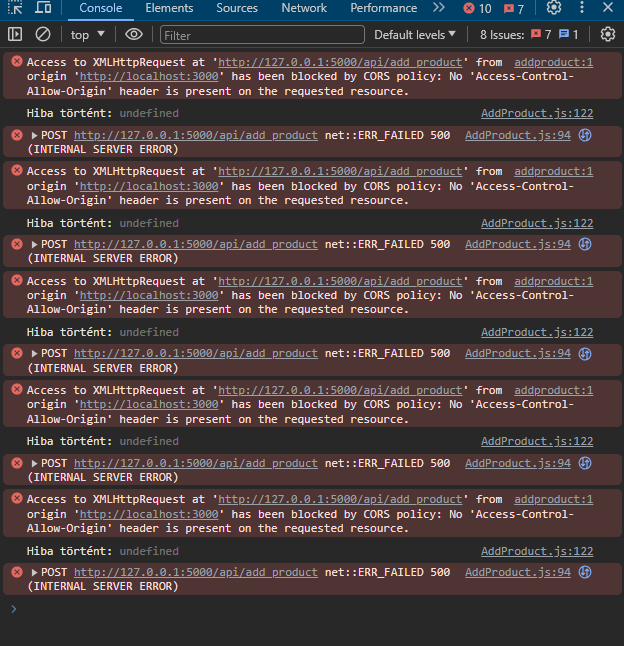 Console Elements Sources Network Performance 10 7
top Filter Default levels 8 Issues: 7 1
Access to XMLHttpRequest at 'http://127.0.0.1:5000/api/add_product' from addproduct:1
origin 'http://localhost:3000' has been blocked by CORS policy: No 'Access-Control-
Allow-Origin' header is present on the requested resource.
Hiba történt: undefined AddProduct.js:122
POST http://127.0.0.1:5000/api/add_product net::ERR_FAILED 500 AddProduct.js:94
(INTERNAL SERVER ERROR)
Access to XMLHttpRequest at 'http://127.0.0.1:5000/api/add_product' from addproduct:1
origin 'http://localhost:3000' has been blocked by CORS policy: No 'Access-Control-
Allow-Origin' header is present on the requested resource.
Hiba történt: undefined AddProduct.js:122
POST http://127.0.0.1:5000/api/add_product net::ERR_FAILED 500 AddProduct.js:94
(INTERNAL SERVER ERROR)
Access to XMLHttpRequest at 'http://127.0.0.1:5000/api/add_product' from addproduct:1
origin 'http://localhost:3000' has been blocked by CORS policy: No 'Access-Control-
Allow-Origin' header is present on the requested resource.
Hiba történt: undefined AddProduct.js:122
POST http://127.0.0.1:5000/api/add_product net::ERR_FAILED 500 AddProduct.js:94
(INTERNAL SERVER ERROR)
Access to XMLHttpRequest at 'http://127.0.0.1:5000/api/add_product' from addproduct:1
origin 'http://localhost:3000' has been blocked by CORS policy: No 'Access-Control-
Allow-Origin' header is present on the requested resource.
Hiba történt: undefined AddProduct.js:122
POST http://127.0.0.1:5000/api/add_product net::ERR_FAILED 500 AddProduct.js:94
(INTERNAL SERVER ERROR)
Access to XMLHttpRequest at 'http://127.0.0.1:5000/api/add_product' from addproduct:1
origin 'http://localhost:3000' has been blocked by CORS policy: No 'Access-Control-
Allow-Origin' header is present on the requested resource.
Hiba történt: undefined AddProduct.js:122
POST http://127.0.0.1:5000/api/add_product net::ERR_FAILED 500 AddProduct.js:94
(INTERNAL SERVER ERROR)